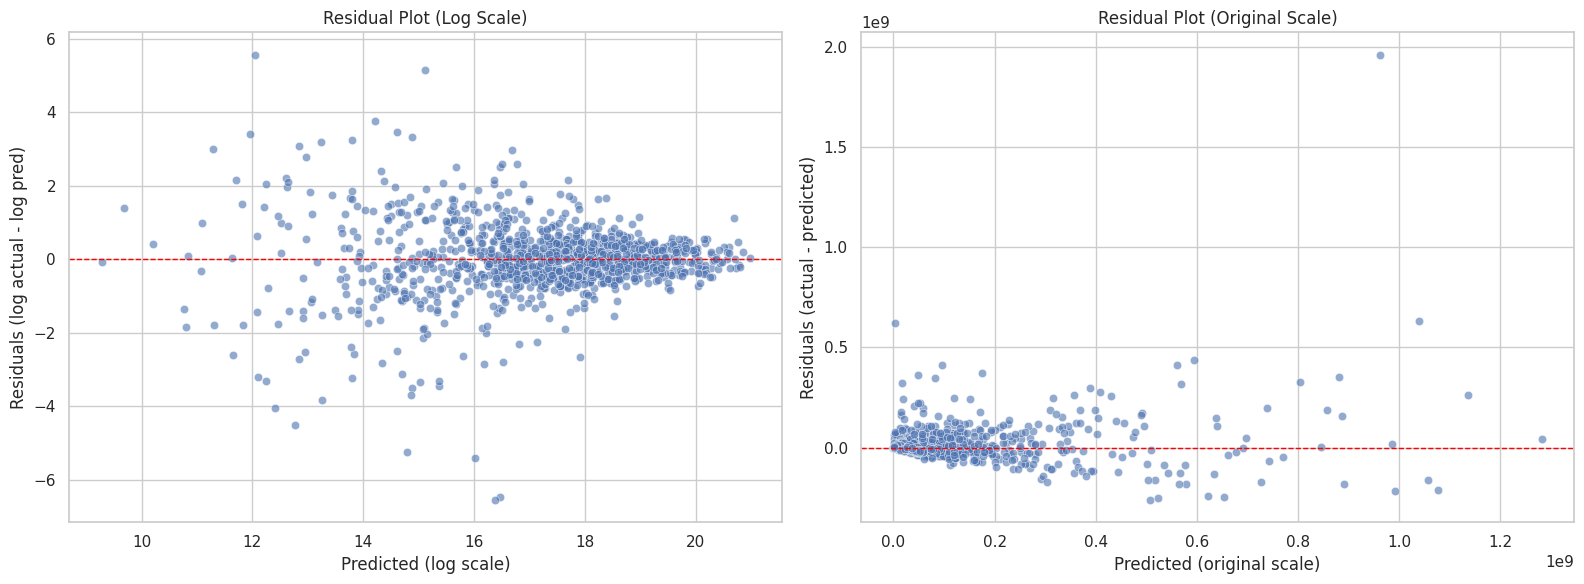 Residual Plot (Log Scale)
Residuals (log actual - log pred)
6
4
2
0
−2
−4
−6
10 12 14 16 18 20
Predicted (log scale)
Residual Plot (Original Scale)
1e9
Residuals (actual - predicted)
2.0
1.5
1.0
0.5
0.0
0.0 0.2 0.4 0.6 0.8 1.0 1.2
1e9
Predicted (original scale)